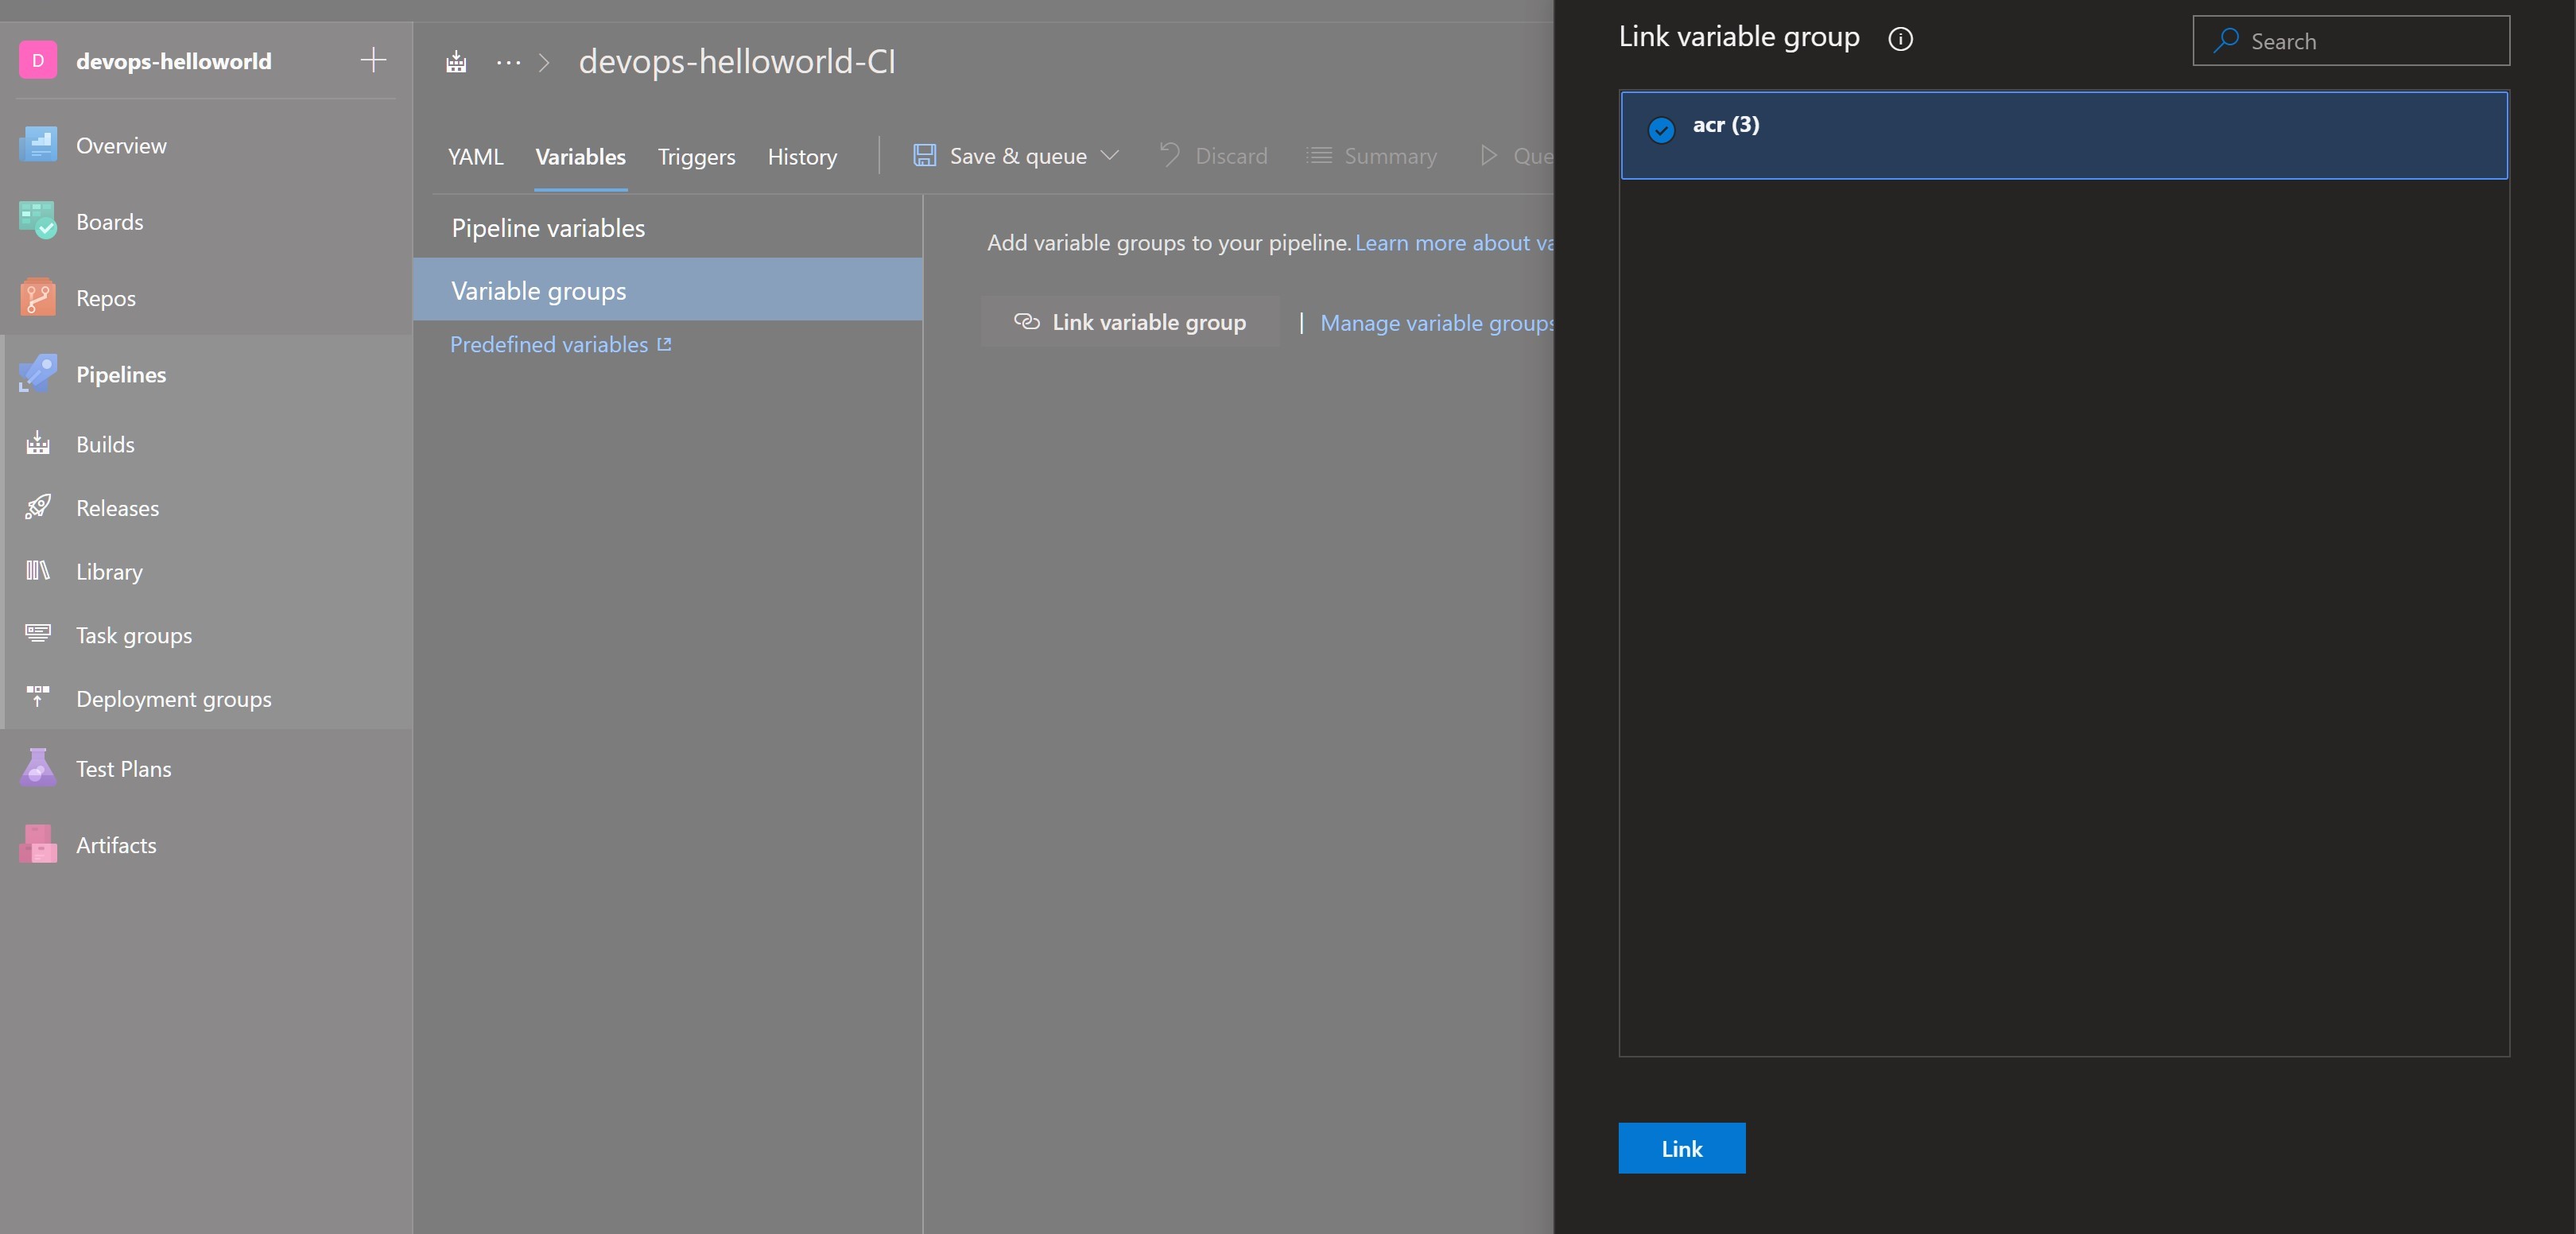 D devops-helloworld
Overview
Boards
Repos
Pipelines
Builds
Releases
Library
Task groups
Deployment groups
Test Plans
Artifacts
... > devops-helloworld-CI
YAML Variables Triggers History Save & queue Discard Summary Que
Pipeline variables
Variable groups
Predefined variables
Add variable groups to your pipeline. Learn more about va
Link variable group | Manage variable groups
Link variable group
Search
acr (3)
Link